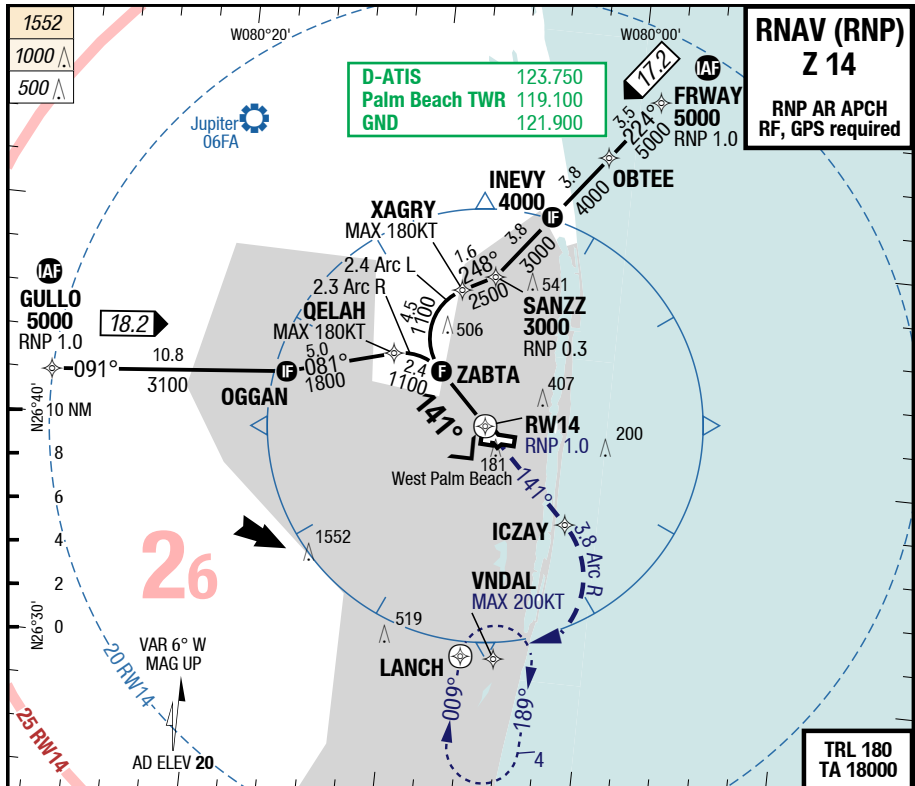 1552
1000
500
W080°20'
W080°00'
RNAV (RNP)
Z 14
RNP AR APCH
RF, GPS required
D-ATIS 123.750
Palm Beach TWR 119.100
GND 121.900
Jupiter
06FA
17.2
IAF
FRWAY
5000
RNP 1.0
3.5
224°
5000
OBTEE
3.8
4000
INEVY
4000
IF
3.8
3000
XAGRY
MAX 180KT
1.6
248°
2500
SANZZ
3000
RNP 0.3
541
2.4 Arc L
2.3 Arc R
4.5
1100
506
QELAH
MAX 180KT
IAF
GULLO
5000
RNP 1.0
18.2
091°
10.8
3100
IF
OGGAN
5.0
081°
1800
2.4
1100
F
ZABTA
407
141°
RW14
RNP 1.0
200
181
West Palm Beach
N26°40'
10 NM
6
4
2
0
N26°30'
141°
ICZAY
3.8 Arc R
1552
26
VNDAL
MAX 200KT
519
LANCH
009°
189°
4
VAR 6° W
MAG UP
20 RW14
25 RW14
AD ELEV 20
TRL 180
TA 18000